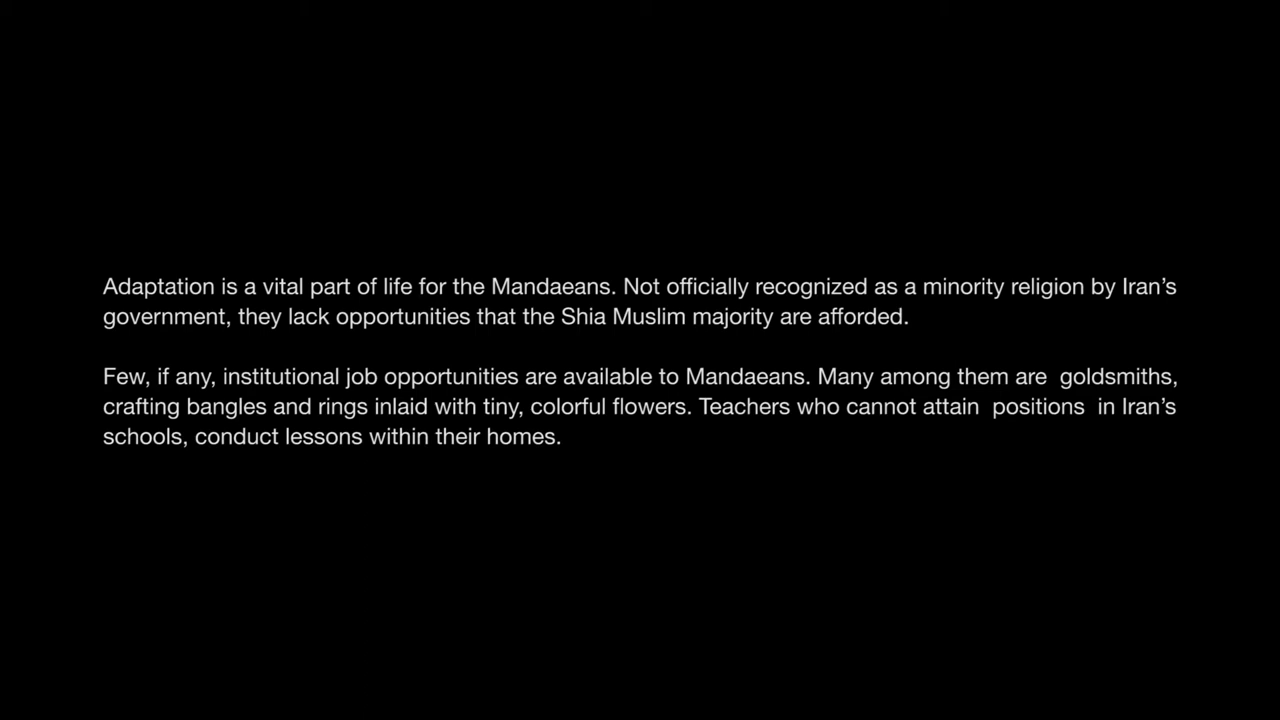 Adaptation is a vital part of life for the Mandaeans. Not officially recognized as a minority religion by Iran’s
government, they lack opportunities that the Shia Muslim majority are afforded.
Few, if any, institutional job opportunities are available to Mandaeans. Many among them are  goldsmiths,
crafting bangles and rings inlaid with tiny, colorful flowers. Teachers who cannot attain  positions  in Iran’s
schools, conduct lessons within their homes.